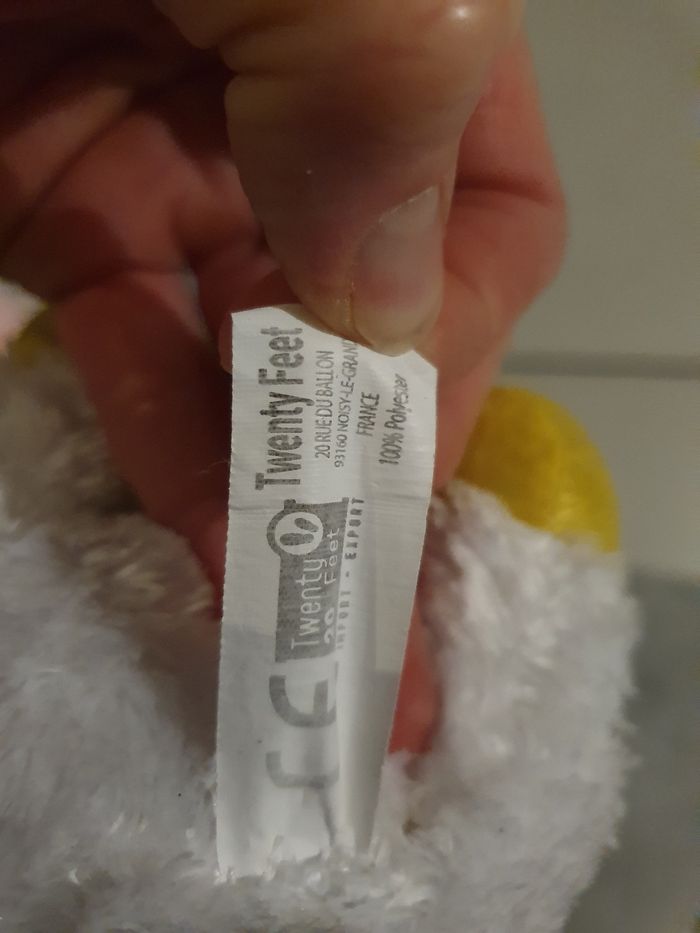 Twenty Feet
20 RUE DU BALLON
93160 NOISY-LE-GRAND
FRANCE
100% Polyester
Twenty
20 Feet
IMPORT - EXPORT
CE